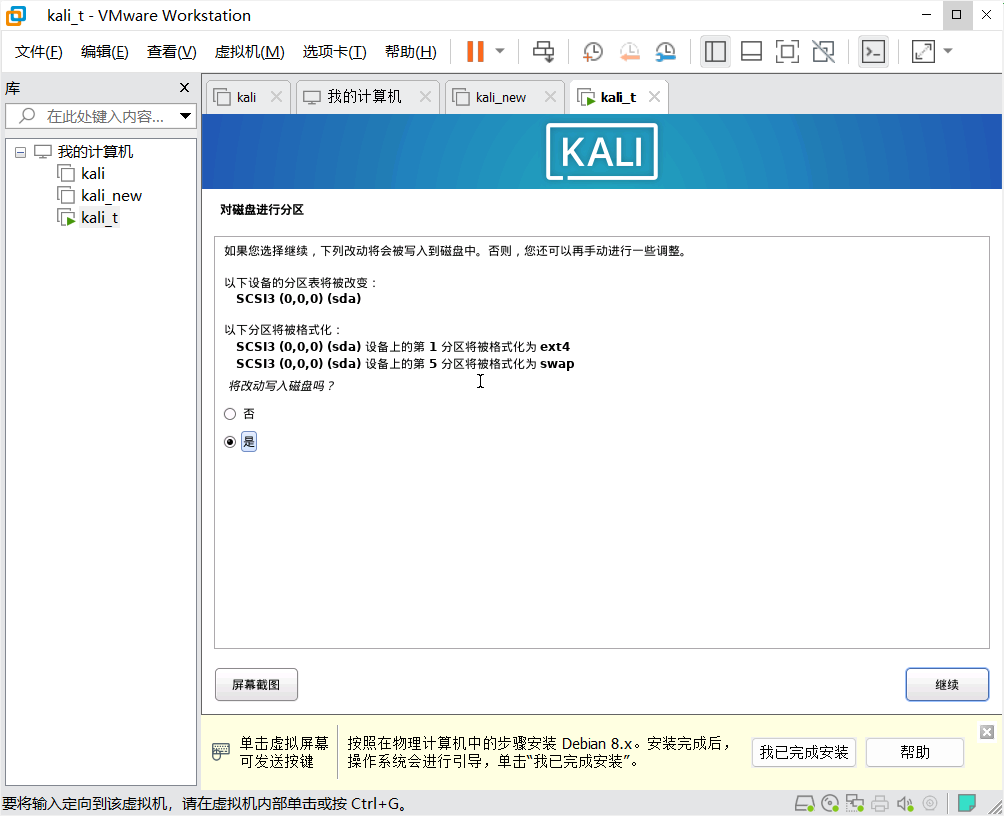 kali_t - VMware Workstation
文件(F) 编辑(E) 查看(V) 虚拟机(M) 选项卡(T) 帮助(H)
库
在此处键入内容...
我的计算机
kali
kali_new
kali_t
kali 我的计算机 kali_new kali_t
KALI
对磁盘进行分区
如果您选择继续，下列改动将会被写入到磁盘中。否则，您还可以再手动进行一些调整。
以下设备的分区表将被改变：
SCSI3 (0,0,0) (sda)
以下分区将被格式化：
SCSI3 (0,0,0) (sda) 设备上的第 1 分区将被格式化为 ext4
SCSI3 (0,0,0) (sda) 设备上的第 5 分区将被格式化为 swap
将改动写入磁盘吗？
否
是
屏幕截图 继续
单击虚拟屏幕
可发送按键
按照在物理计算机中的步骤安装 Debian 8.x。安装完成后，
操作系统会进行引导，单击“我已完成安装”。
我已完成安装 帮助
要将输入定向到该虚拟机，请在虚拟机内部单击或按 Ctrl+G。